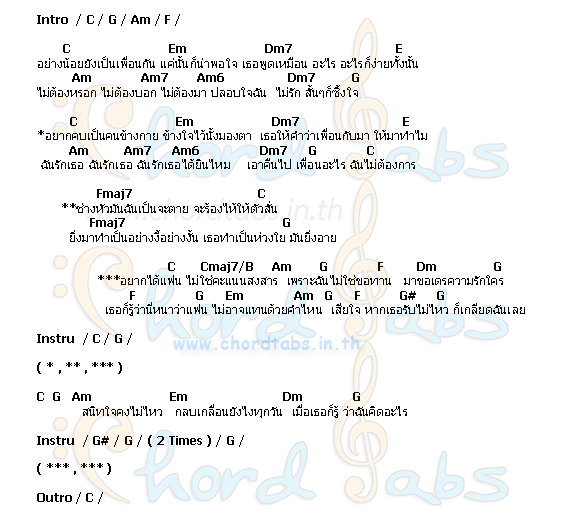 Intro / C / G / Am / F /
C Em Dm7 E
อย่างน้อยยังเป็นเพื่อนกัน แค่นั้นก็น่าพอใจ เธอพูดเหมือน อะไร อะไรก็ง่ายทั้งนั้น
Am Am7 Am6 Dm7 G
ไม่ต้องหรอก ไม่ต้องบอก ไม่ต้องมา ปลอบใจฉัน ไม่รัก สั้นๆก็ซึ้งใจ
C Em Dm7 E
*อยากคบเป็นคนข้างกาย ข้างใจไว้นั้งมองตา เธอให้คำว่าเพื่อนกับมา ให้มาทำไม
Am Am7 Am6 Dm7 G C
ฉันรักเธอ ฉันรักเธอ ฉันรักเธอได้ยินไหม เอาคืนไป เพื่อนอะไร ฉันไม่ต้องการ
Fmaj7 C
**ช่างหัวมันฉันเป็นจะตาย จะร้องไห้ให้ตัวสั่น
Fmaj7 G
ยิ่งมาทำเป็นอย่างงี้อย่างงั้น เธอทำเป็นห่วงใย มันยิ่งอาย
C Cmaj7/B Am G F Dm G
***อยากได้แฟน ไม่ใช่คะแนนสงสาร เพราะฉันไม่ใช่ขอทาน มาขอเดรความรักใคร
F G Em Am G F G# G
เธอก็รู้ว่านี่หนาว่าแฟน ไม่อาจแทนด้วยคำไหน เสียใจ หากเธอรับไม่ไหว ก็เกลียดฉันเลย
Instru / C / G /
( * , ** , *** )
C G Am Em Dm G
สนิทใจคงไม่ไหว กลบเกลื่อนยังไงทุกวัน เมื่อเธอก็รู้ ว่าฉันคิดอะไร
Instru / G# / G / ( 2 Times ) / G /
( *** , *** )
Outro / C /
Chord Tabs
chordtabs.in.th
www.chordtabs.in.th
Chord Tabs